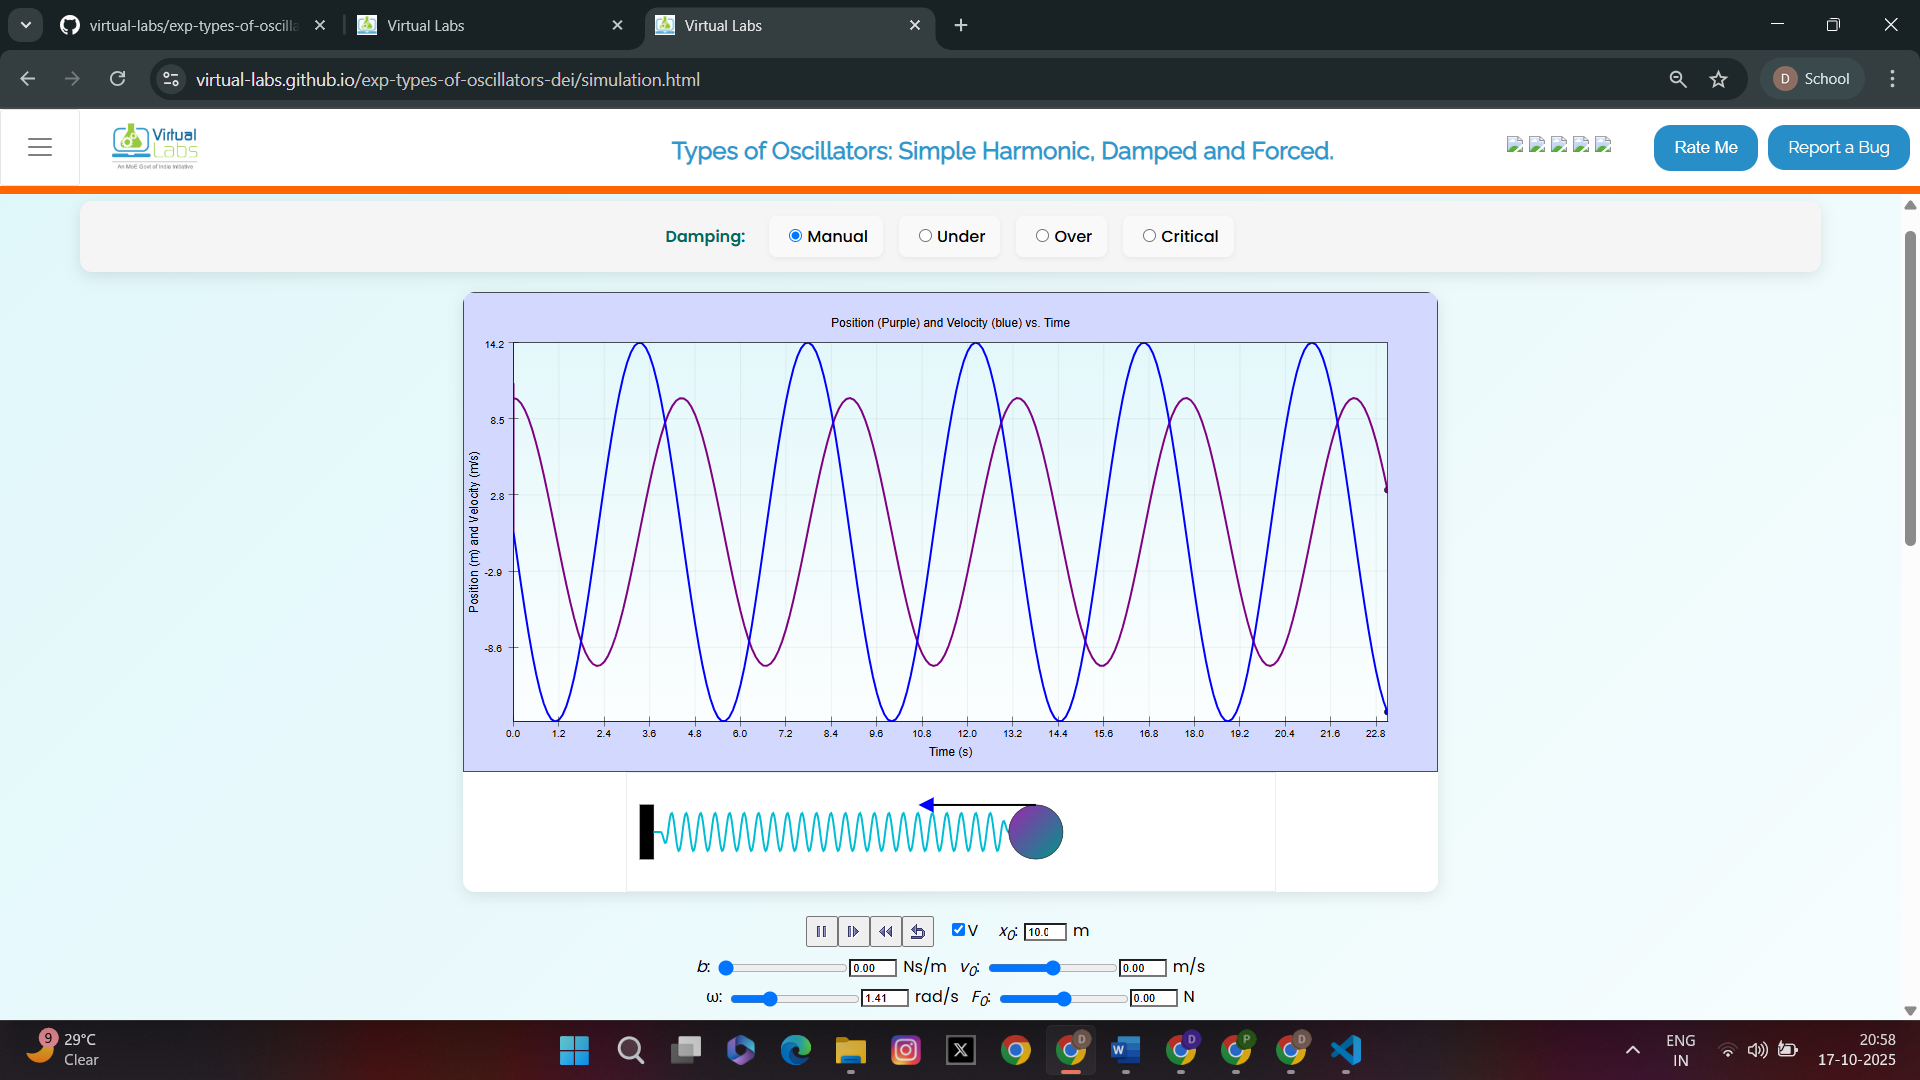 virtual-labs/exp-types-of-oscilla
Virtual Labs
Virtual Labs
virtual-labs.github.io/exp-types-of-oscillators-dei/simulation.html
D School
Virtual Labs
An MoE Govt of India Initiative
Types of Oscillators: Simple Harmonic, Damped and Forced.
Rate Me
Report a Bug
Damping: Manual Under Over Critical
Position (Purple) and Velocity (blue) vs. Time
Position (m) and Velocity (m/s)
14.2
8.5
2.8
-2.9
-8.6
0.0 1.2 2.4 3.6 4.8 6.0 7.2 8.4 9.6 10.8 12.0 13.2 14.4 15.6 16.8 18.0 19.2 20.4 21.6 22.8
Time (s)
V x0: 10.0 m
b: 0.00 Ns/m v0: 0.00 m/s
ω: 1.41 rad/s F0: 0.00 N
9
29°C
Clear
D
W
D
P
D
ENG
IN
20:58
17-10-2025